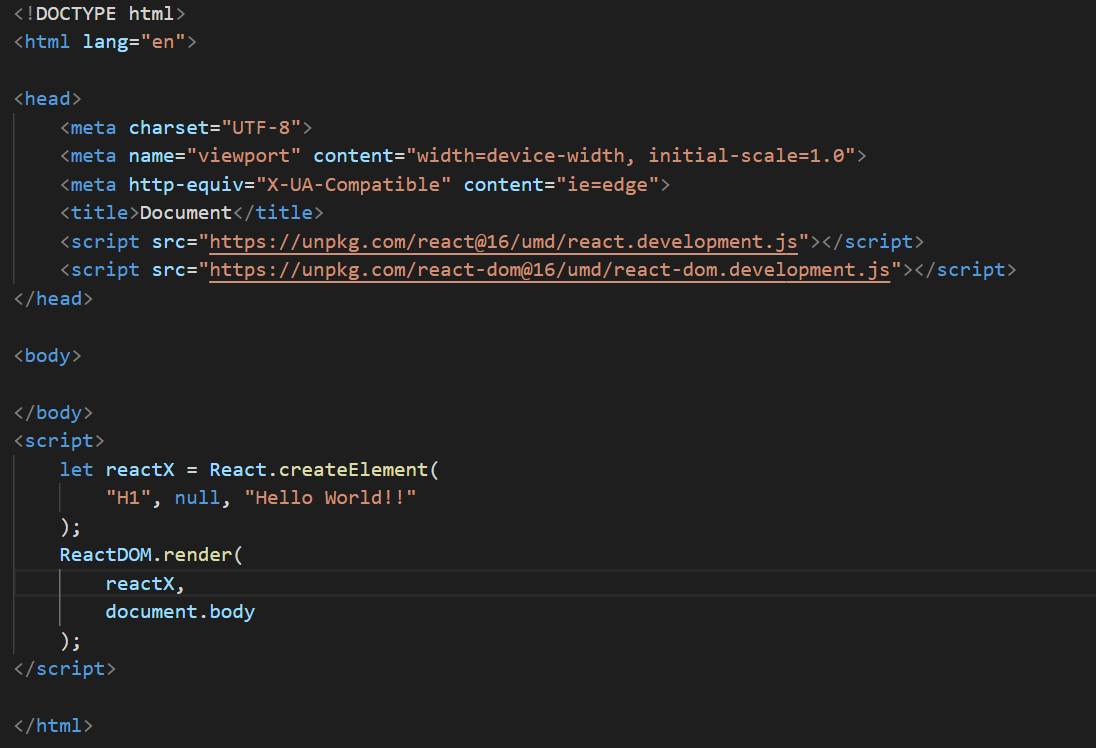 <!DOCTYPE html>
<html lang="en">
<head>
<meta charset="UTF-8">
<meta name="viewport" content="width=device-width, initial-scale=1.0">
<meta http-equiv="X-UA-Compatible" content="ie=edge">
<title>Document</title>
<script src="https://unpkg.com/react@16/umd/react.development.js"></script>
<script src="https://unpkg.com/react-dom@16/umd/react-dom.development.js"></script>
</head>
<body>
</body>
<script>
let reactX = React.createElement(
"H1", null, "Hello World!!"
);
ReactDOM.render(
reactX,
document.body
);
</script>
</html>